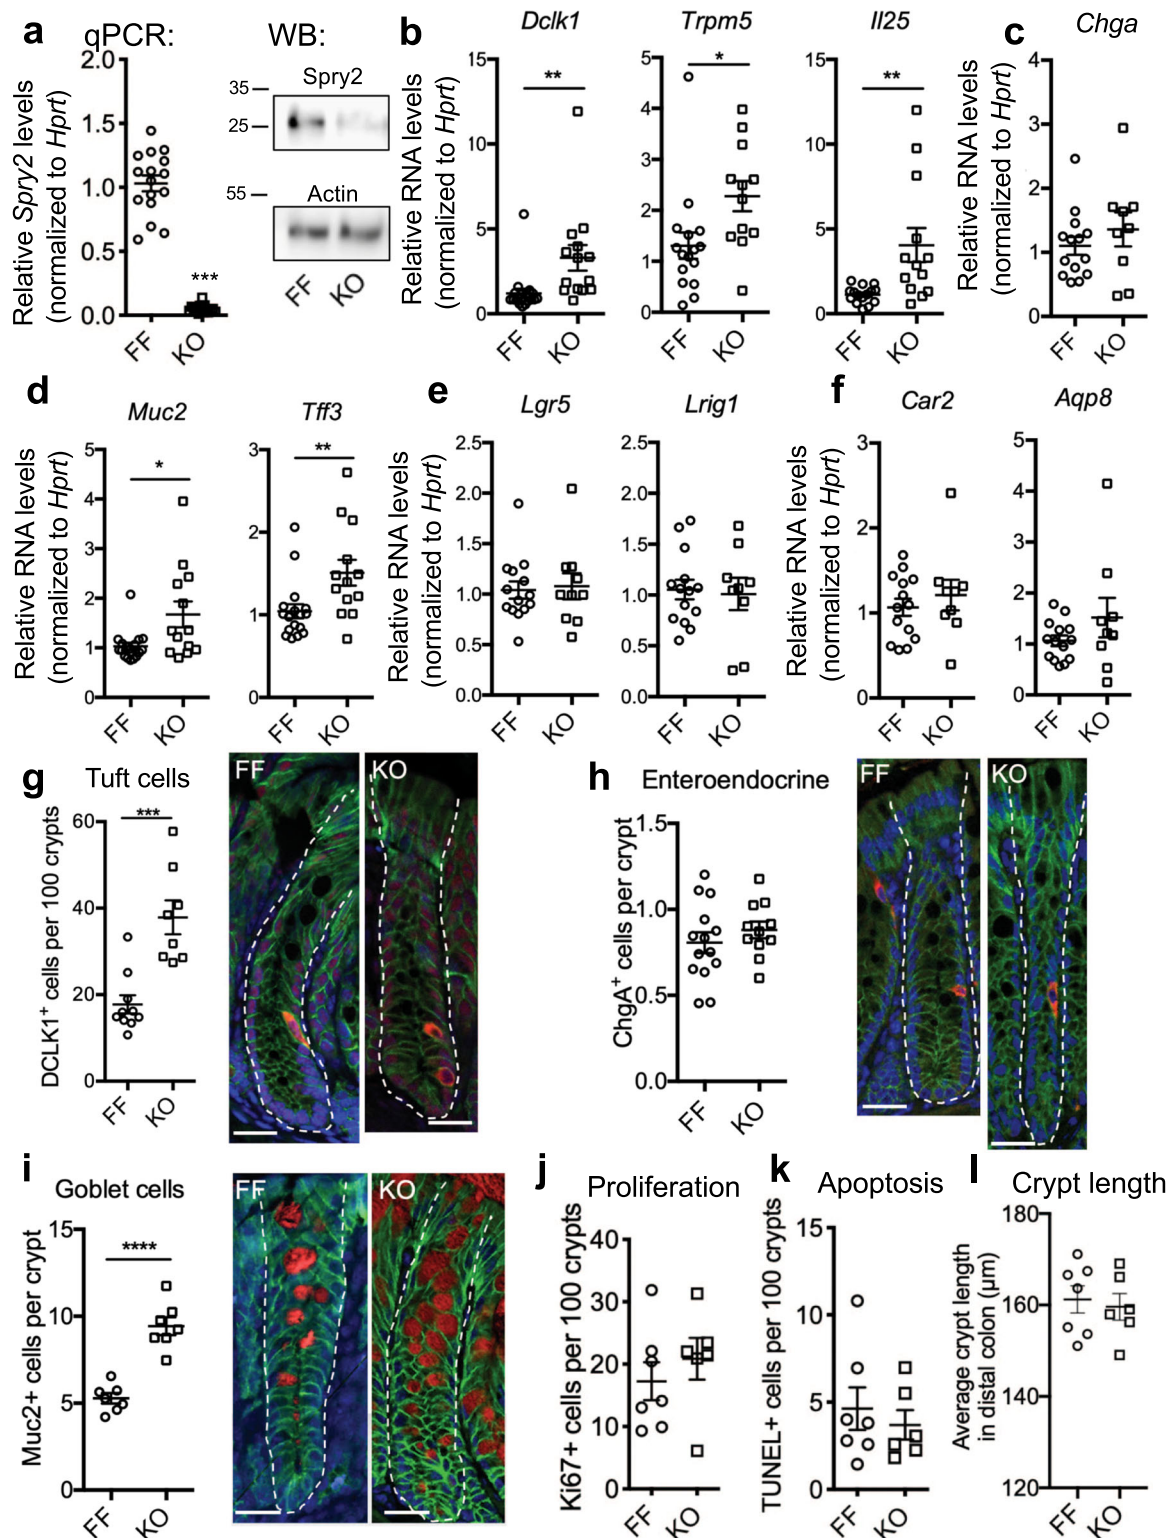 a
qPCR:
WB:
Relative Spry2 levels
(normalized to Hprt)
2.0
1.5
1.0
0.5
0.0
***
FF
KO
Spry2
35
25
55
Actin
FF
KO
b
Dclk1
Trpm5
Il25
Relative RNA levels
(normalized to Hprt)
15
10
5
0
**
FF
KO
5
4
3
2
1
0
*
FF
KO
15
10
5
0
**
FF
KO
c
Chga
Relative RNA levels
(normalized to Hprt)
4
3
2
1
0
FF
KO
d
Muc2
Tff3
Relative RNA levels
(normalized to Hprt)
5
4
3
2
1
0
*
FF
KO
3
2
1
0
**
FF
KO
e
Lgr5
Lrig1
Relative RNA levels
(normalized to Hprt)
2.5
2.0
1.5
1.0
0.5
0.0
FF
KO
2.5
2.0
1.5
1.0
0.5
0.0
FF
KO
f
Car2
Aqp8
Relative RNA levels
(normalized to Hprt)
3
2
1
0
FF
KO
5
4
3
2
1
0
FF
KO
g
Tuft cells
DCLK1+ cells per 100 crypts
60
40
20
0
***
FF
KO
FF
KO
h
Enteroendocrine
ChgA+ cells per crypt
1.5
1.0
0.5
0.0
FF
KO
FF
KO
i
Goblet cells
Muc2+ cells per crypt
15
10
5
0
****
FF
KO
FF
KO
j
Proliferation
Ki67+ cells per 100 crypts
40
30
20
10
0
FF
KO
k
Apoptosis
TUNEL+ cells per 100 crypts
15
10
5
0
FF
KO
l
Crypt length
Average crypt length
in distal colon (μm)
180
160
140
120
FF
KO